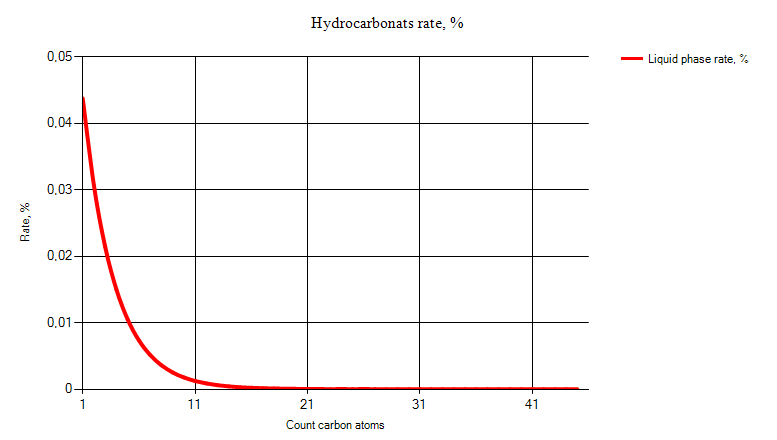 Hydrocarbonats rate, %
Liquid phase rate, %
0,05
0,04
0,03
0,02
0,01
0
Rate, %
1 11 21 31 41
Count carbon atoms